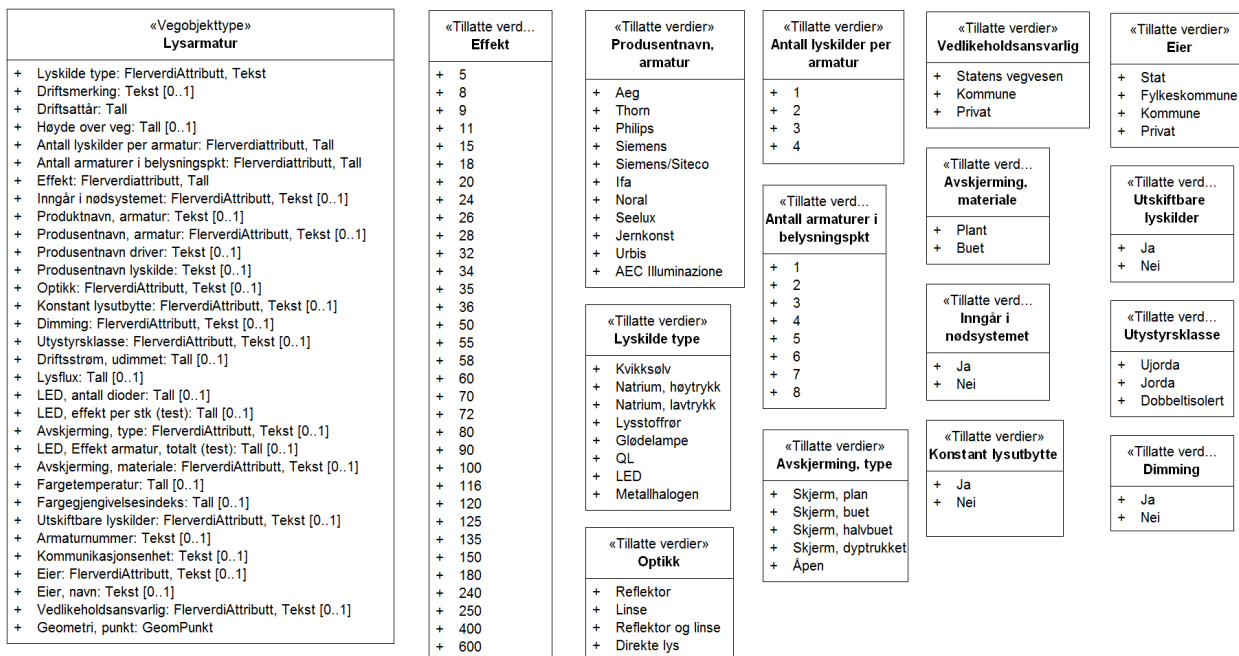 «Vegobjekttype»
Lysarmatur
+ Lyskilde type: FlerverdiAttributt, Tekst
+ Driftsmerking: Tekst [0..1]
+ Driftsattår: Tall
+ Høyde over veg: Tall [0..1]
+ Antall lyskilder per armatur: Flerverdiattributt, Tall
+ Antall armaturer i belysningspkt: Flerverdiattributt, Tall
+ Effekt: Flerverdiattributt, Tall
+ Inngår i nødsystemet: FlerverdiAttributt, Tekst [0..1]
+ Produktnavn, armatur: Tekst [0..1]
+ Produsentnavn, armatur: FlerverdiAttributt, Tekst [0..1]
+ Produsentnavn driver: Tekst [0..1]
+ Produsentnavn lyskilde: Tekst [0..1]
+ Optikk: FlerverdiAttributt, Tekst [0..1]
+ Konstant lysutbytte: FlerverdiAttributt, Tekst [0..1]
+ Dimming: FlerverdiAttributt, Tekst [0..1]
+ Utystyrsklasse: FlerverdiAttributt, Tekst [0..1]
+ Driftsstrøm, udimmet: Tall [0..1]
+ Lysflux: Tall [0..1]
+ LED, antall dioder: Tall [0..1]
+ LED, effekt per stk (test): Tall [0..1]
+ Avskjerming, type: FlerverdiAttributt, Tekst [0..1]
+ LED, Effekt armatur, totalt (test): Tall [0..1]
+ Avskjerming, materiale: FlerverdiAttributt, Tekst [0..1]
+ Fargetemperatur: Tall [0..1]
+ Fargegjengivelsesindeks: Tall [0..1]
+ Utskiftbare lyskilder: FlerverdiAttributt, Tekst [0..1]
+ Armaturnummer: Tekst [0..1]
+ Kommunikasjonsenhet: Tekst [0..1]
+ Eier: FlerverdiAttributt, Tekst [0..1]
+ Eier, navn: Tekst [0..1]
+ Vedlikeholdsansvarlig: FlerverdiAttributt, Tekst [0..1]
+ Geometri, punkt: GeomPunkt
«Tillatte verd...
Effekt
+ 5
+ 8
+ 9
+ 11
+ 15
+ 18
+ 20
+ 24
+ 26
+ 28
+ 32
+ 34
+ 35
+ 36
+ 50
+ 55
+ 58
+ 60
+ 70
+ 72
+ 80
+ 90
+ 100
+ 116
+ 120
+ 125
+ 135
+ 150
+ 180
+ 240
+ 250
+ 400
+ 600
«Tillatte verdier»
Produsentnavn,
armatur
+ Aeg
+ Thorn
+ Philips
+ Siemens
+ Siemens/Siteco
+ Ifa
+ Noral
+ Seelux
+ Jernkonst
+ Urbis
+ AEC Illuminazione
«Tillatte verdier»
Lyskilde type
+ Kvikksølv
+ Natrium, høytrykk
+ Natrium, lavtrykk
+ Lysstoffrør
+ Glødelampe
+ QL
+ LED
+ Metallhalogen
«Tillatte verdier»
Optikk
+ Reflektor
+ Linse
+ Reflektor og linse
+ Direkte lys
«Tillatte verdier»
Antall lyskilder per
armatur
+ 1
+ 2
+ 3
+ 4
«Tillatte verd...
Antall armaturer i
belysningspkt
+ 1
+ 2
+ 3
+ 4
+ 5
+ 6
+ 7
+ 8
«Tillatte verdier»
Avskjerming, type
+ Skjerm, plan
+ Skjerm, buet
+ Skjerm, halvbuet
+ Skjerm, dyptrukket
+ Åpen
«Tillatte verdier»
Vedlikeholdsansvarlig
+ Statens vegvesen
+ Kommune
+ Privat
«Tillatte verd...
Avskjerming,
materiale
+ Plant
+ Buet
«Tillatte verd...
Inngår i
nødsystemet
+ Ja
+ Nei
«Tillatte verdier»
Konstant lysutbytte
+ Ja
+ Nei
«Tillatte verdier»
Eier
+ Stat
+ Fylkeskommune
+ Kommune
+ Privat
«Tillatte verd...
Utskiftbare
lyskilder
+ Ja
+ Nei
«Tillatte verd...
Utystyrsklasse
+ Ujorda
+ Jorda
+ Dobbeltisolert
«Tillatte verd...
Dimming
+ Ja
+ Nei